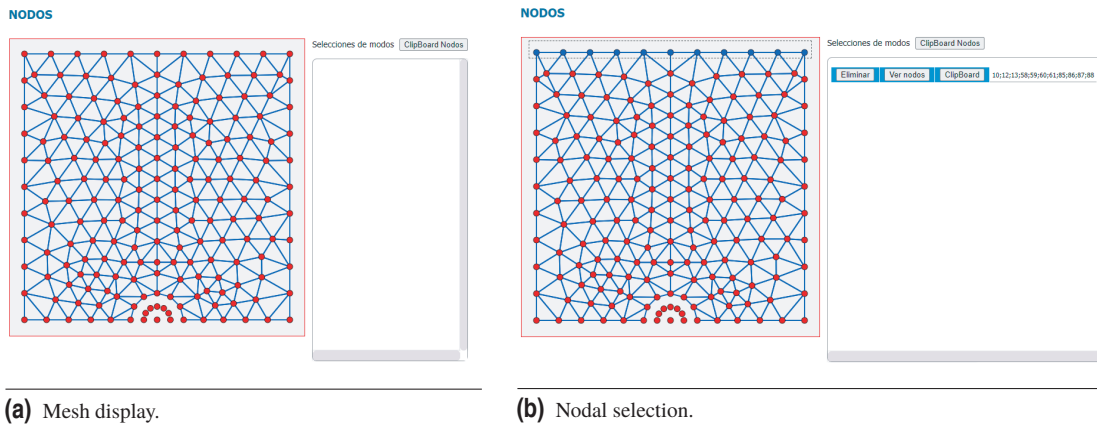 NODOS
Selecciones de modos ClipBoard Nodos
(a) Mesh display.
NODOS
Selecciones de modos ClipBoard Nodos
Eliminar Ver nodos ClipBoard 10;12;13;58;59;60;61;85;86;87;88
(b) Nodal selection.